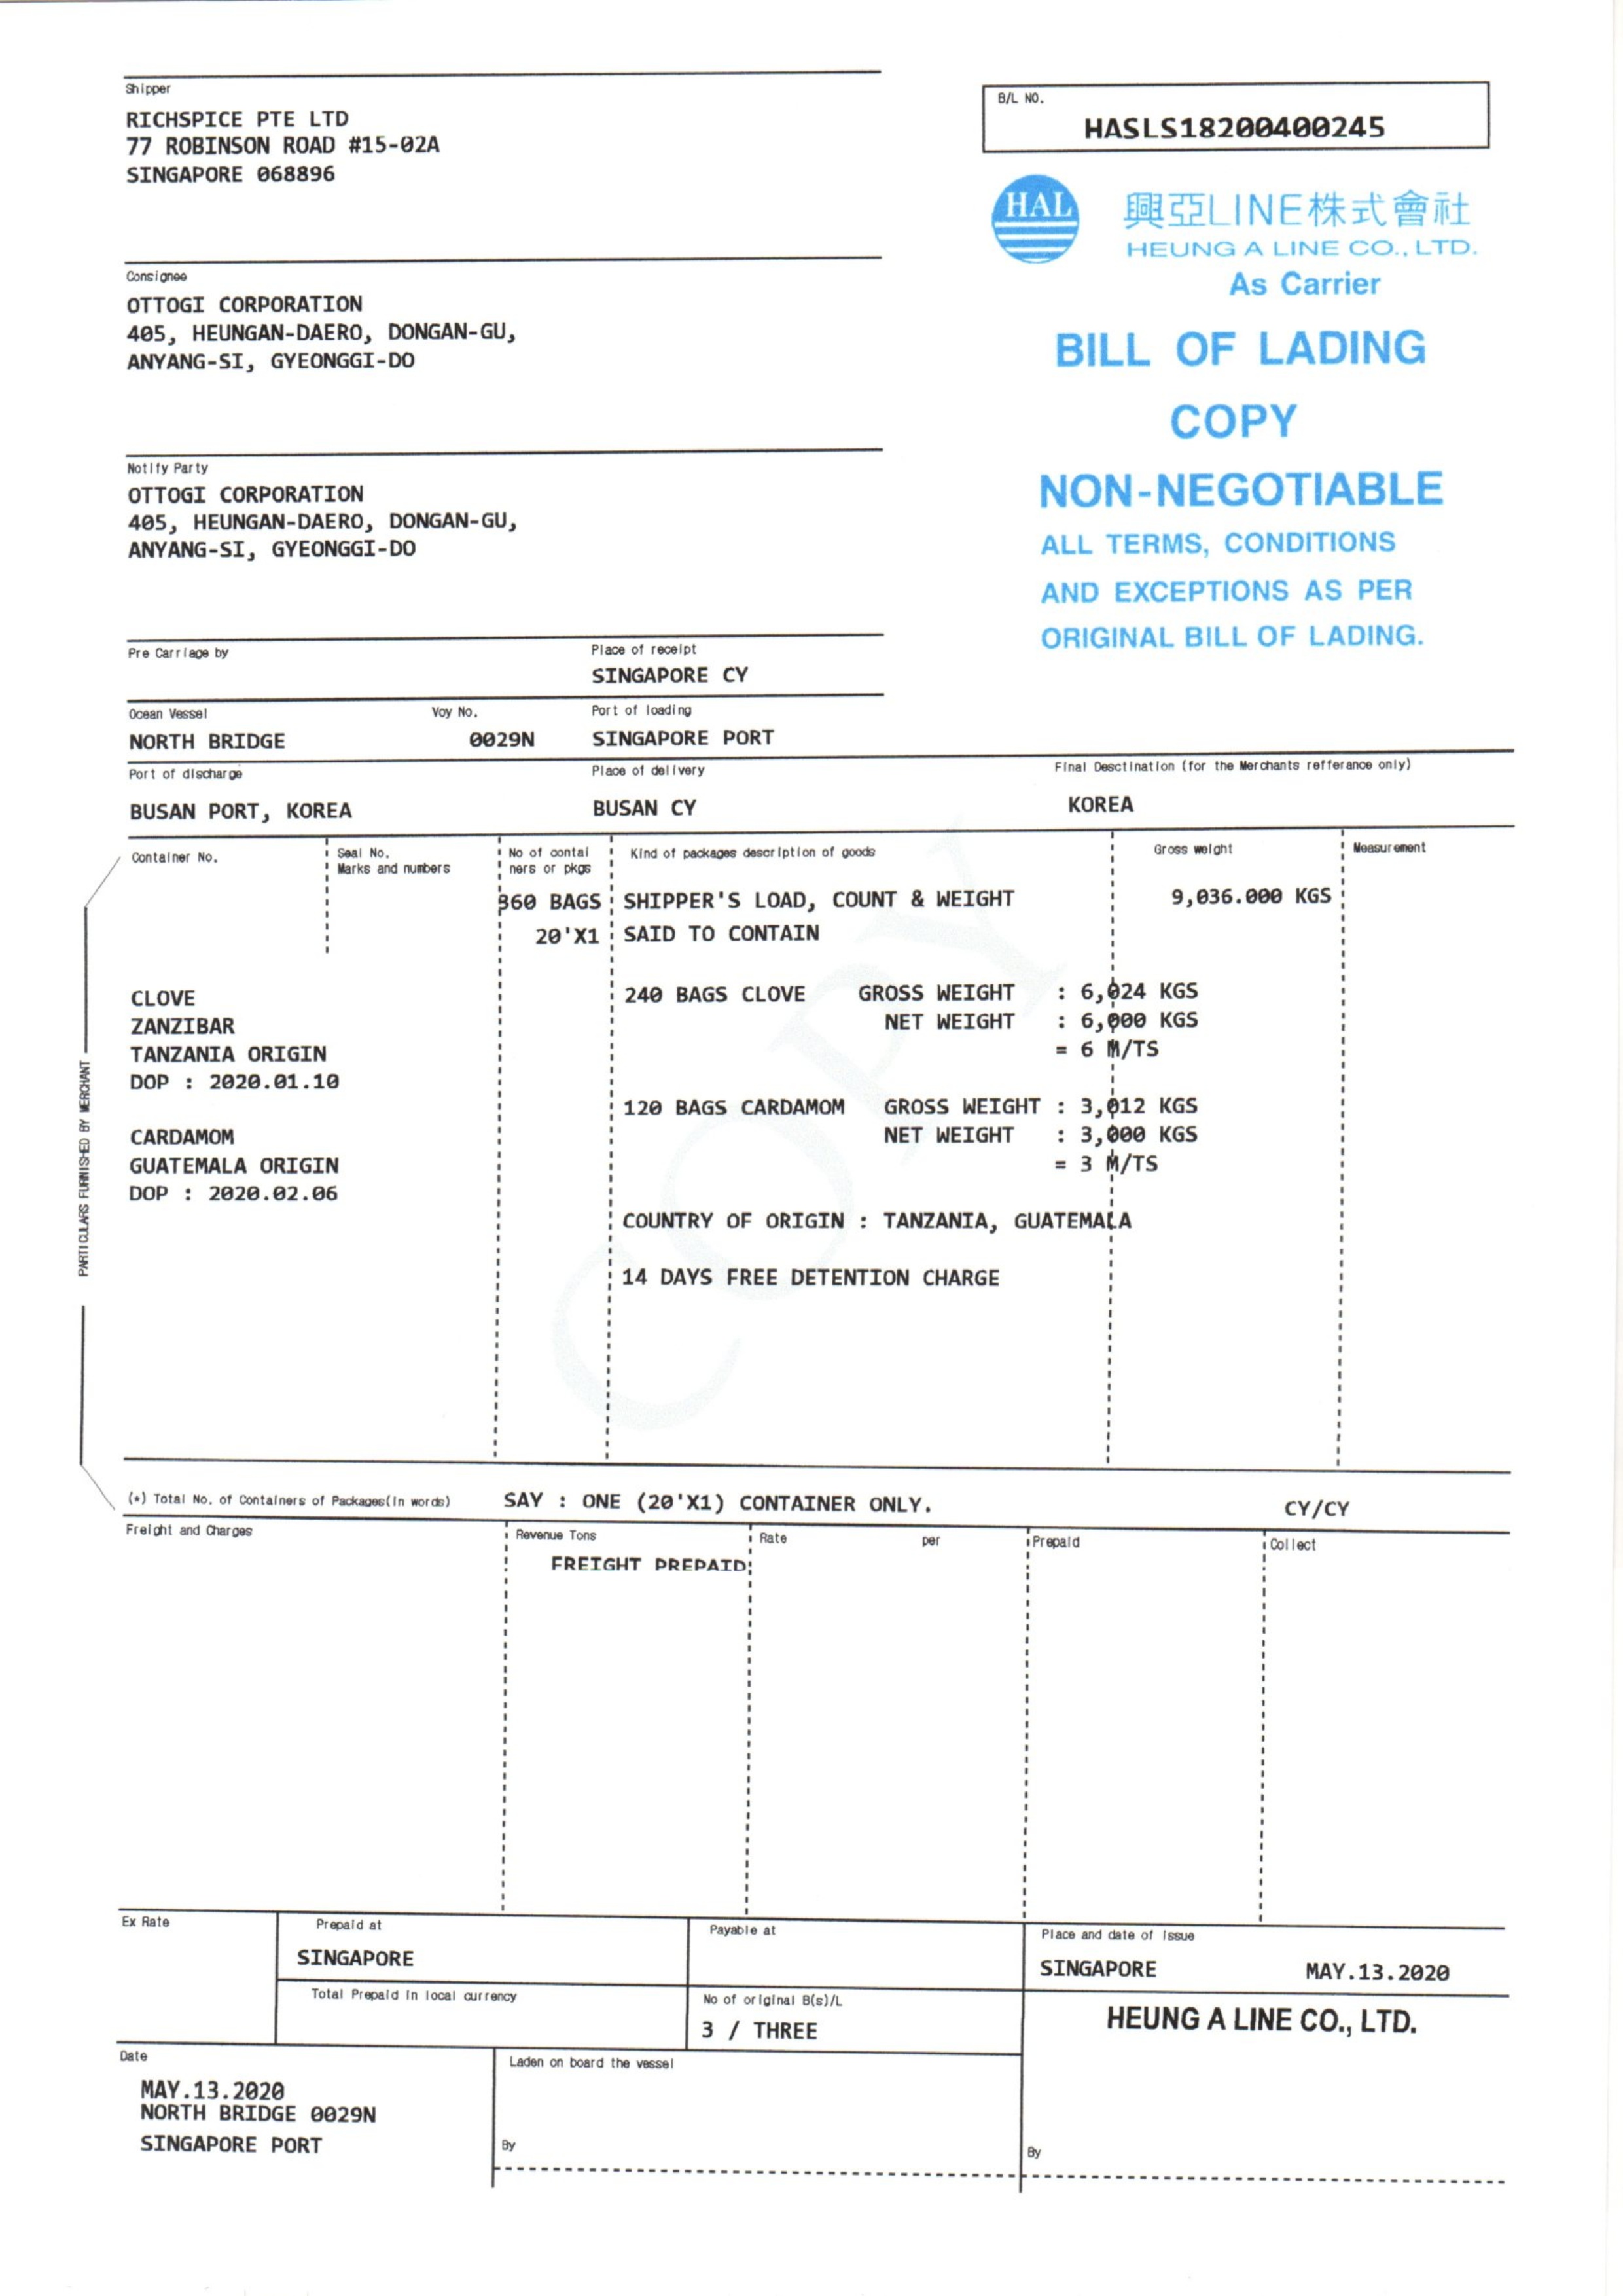 Shipper
RICHSPICE PTE LTD
77 ROBINSON ROAD #15-02A
SINGAPORE 068896
B/L NO.
HASLS18200400245
HAL
興亞LINE株式會社
HEUNG A LINE CO., LTD.
As Carrier
BILL OF LADING
COPY
NON-NEGOTIABLE
ALL TERMS, CONDITIONS
AND EXCEPTIONS AS PER
ORIGINAL BILL OF LADING.
Consignee
OTTOGI CORPORATION
405, HEUNGAN-DAERO, DONGAN-GU,
ANYANG-SI, GYEONGGI-DO
Notify Party
OTTOGI CORPORATION
405, HEUNGAN-DAERO, DONGAN-GU,
ANYANG-SI, GYEONGGI-DO
Pre Carriage by
Place of receipt
SINGAPORE CY
Ocean Vessel Voy No. Port of loading
NORTH BRIDGE 0029N SINGAPORE PORT
Port of discharge Place of delivery Final Desctination (for the Merchants refferance only)
BUSAN PORT, KOREA BUSAN CY KOREA
Container No. Seal No. No of contai Kind of packages description of goods Gross weight Measurement
Marks and numbers ners or pkgs
360 BAGS SHIPPER'S LOAD, COUNT & WEIGHT 9,036.000 KGS
20'X1 SAID TO CONTAIN
CLOVE 240 BAGS CLOVE GROSS WEIGHT : 6,024 KGS
ZANZIBAR NET WEIGHT : 6,000 KGS
TANZANIA ORIGIN = 6 M/TS
DOP : 2020.01.10
120 BAGS CARDAMOM GROSS WEIGHT : 3,012 KGS
CARDAMOM NET WEIGHT : 3,000 KGS
GUATEMALA ORIGIN = 3 M/TS
DOP : 2020.02.06
COUNTRY OF ORIGIN : TANZANIA, GUATEMALA
14 DAYS FREE DETENTION CHARGE
COPY
PARTICULARS FURNISHED BY MERCHANT
(*) Total No. of Containers of Packages(In words) SAY : ONE (20'X1) CONTAINER ONLY. CY/CY
Freight and Charges Revenue Tons Rate per Prepaid Collect
FREIGHT PREPAID
Ex Rate Prepaid at Payable at Place and date of Issue
SINGAPORE SINGAPORE MAY.13.2020
Total Prepaid In local currency No of original B(s)/L
3 / THREE
HEUNG A LINE CO., LTD.
Date Laden on board the vessel
MAY.13.2020
NORTH BRIDGE 0029N
SINGAPORE PORT
By By